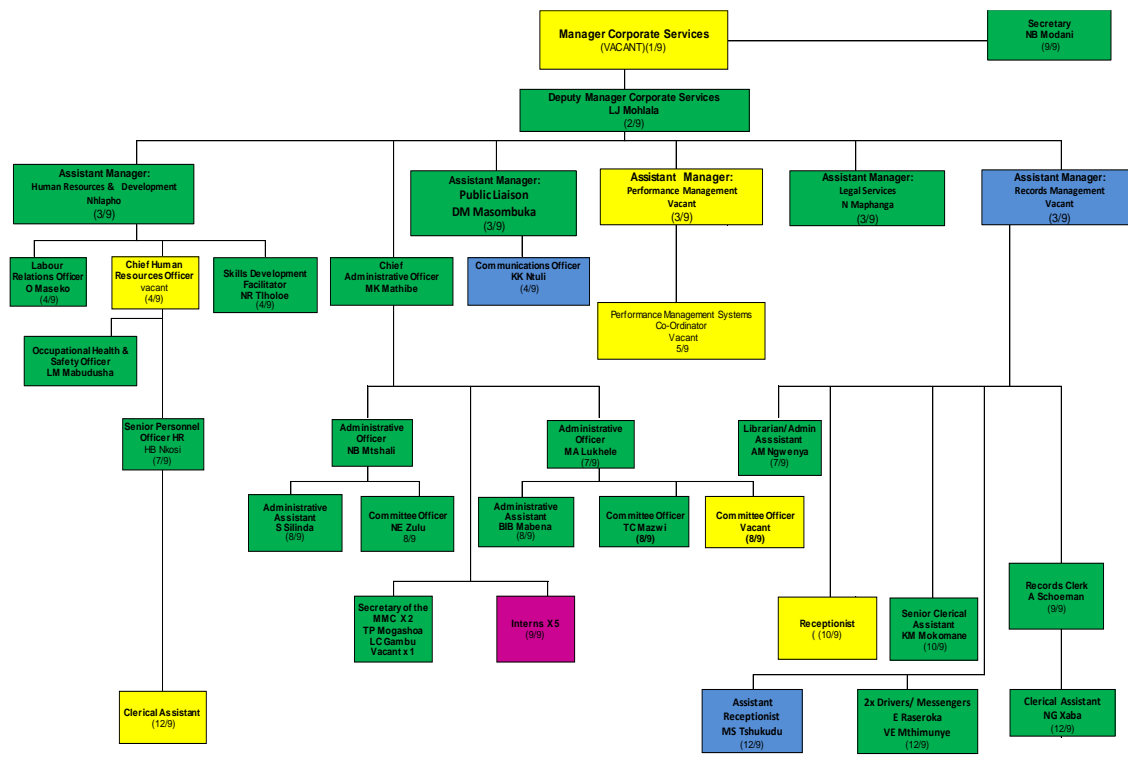 Manager Corporate Services
(VACANT)(1/9)
Secretary
NB Modani
(9/9)
Deputy Manager Corporate Services
LJ Mohlala
(2/9)
Assistant Manager:
Human Resources & Development
Nhlapho
(3/9)
Assistant Manager:
Public Liaison
DM Masombuka
(3/9)
Assistant Manager:
Performance Management
Vacant
(3/9)
Assistant Manager:
Legal Services
N Maphanga
(3/9)
Assistant Manager:
Records Management
Vacant
(3/9)
Labour
Relations Officer
O Maseko
(4/9)
Chief Human
Resources Officer
vacant
(4/9)
Skills Development
Facilitator
NR Tlholoe
(4/9)
Chief
Administrative Officer
MK Mathibe
Communications Officer
KK Ntuli
(4/9)
Performance Management Systems
Co-Ordinator
Vacant
5/9
Occupational Health &
Safety Officer
LM Mabudusha
Senior Personnel
Officer HR
HB Nkosi
(7/9)
Administrative
Officer
NB Mtshali
Administrative
Officer
MA Lukhele
(7/9)
Librarian/ Admin
Asssistant
AM Ngwenya
(7/9)
Administrative
Assistant
S Silinda
(8/9)
Committee Officer
NE Zulu
8/9
Administrative
Assistant
BIB Mabena
(8/9)
Committee Officer
TC Mazwi
(8/9)
Committee Officer
Vacant
(8/9)
Secretary of the
MMC X 2
TP Mogashoa
LC Gambu
Vacant x 1
Interns X 5
(9/9)
Receptionist
( (10/9)
Senior Clerical
Assistant
KM Mokomane
(10/9)
Records Clerk
A Schoeman
(9/9)
Clerical Assistant
(12/9)
Assistant
Receptionist
MS Tshukudu
(12/9)
2x Drivers/ Messengers
E Raseroka
VE Mthimunye
(12/9)
Clerical Assistant
NG Xaba
(12/9)